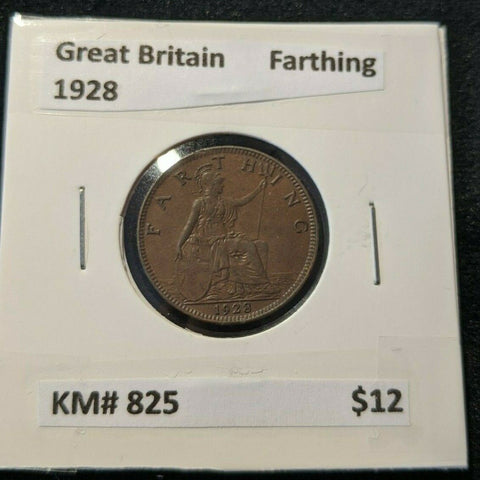 Great Britain Farthing
1928
FARTHING
1928
KM# 825 $12